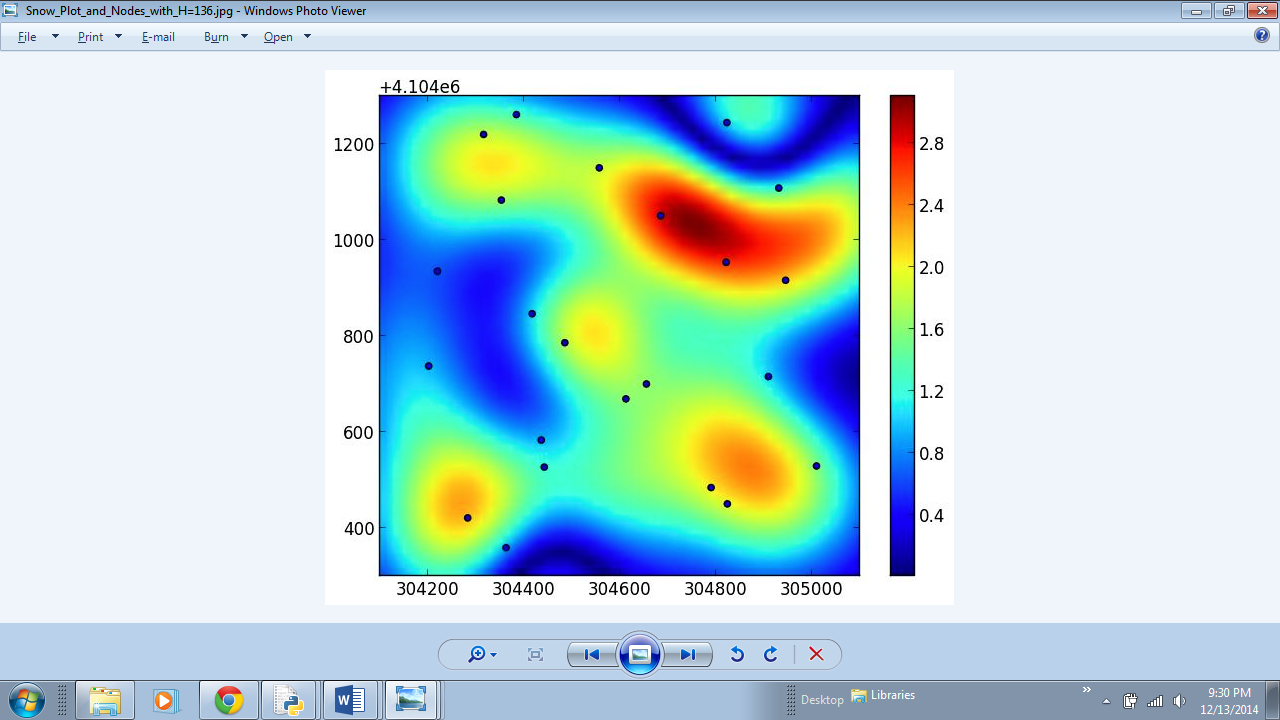 Snow_Plot_and_Nodes_with_H=136.jpg - Windows Photo Viewer
File Print E-mail Burn Open
+4.104e6
1200
1000
800
600
400
304200 304400 304600 304800 305000
2.8
2.4
2.0
1.6
1.2
0.8
0.4
Desktop Libraries
9:30 PM
12/13/2014